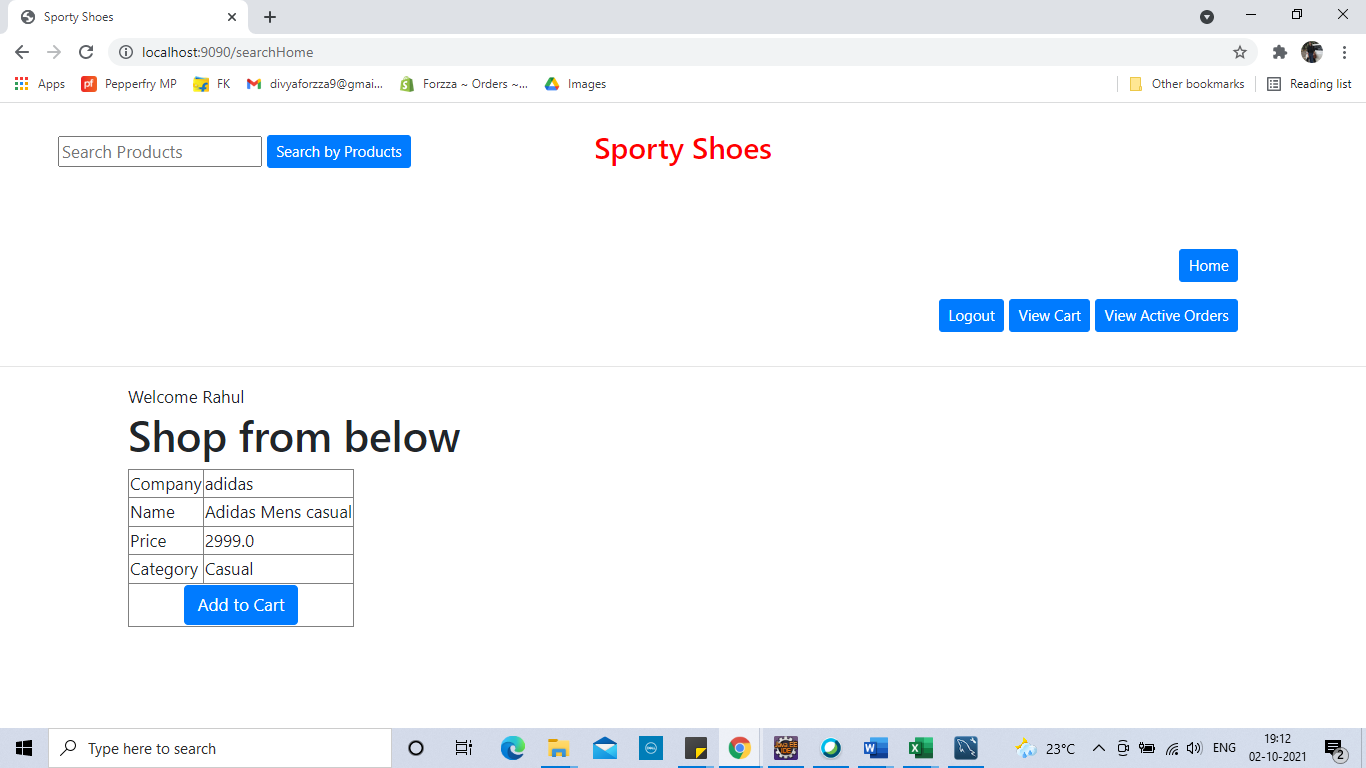 Sporty Shoes
localhost:9090/searchHome
Apps
Pepperfry MP
FK
divyaforzza9@gmai...
Forzza ~ Orders ~...
Images
Other bookmarks
Reading list
Search Products
Search by Products
Sporty Shoes
Home
Logout
View Cart
View Active Orders
Welcome Rahul
Shop from below
Company adidas
Name Adidas Mens casual
Price 2999.0
Category Casual
Add to Cart
Type here to search
23°C
ENG
19:12
02-10-2021
2